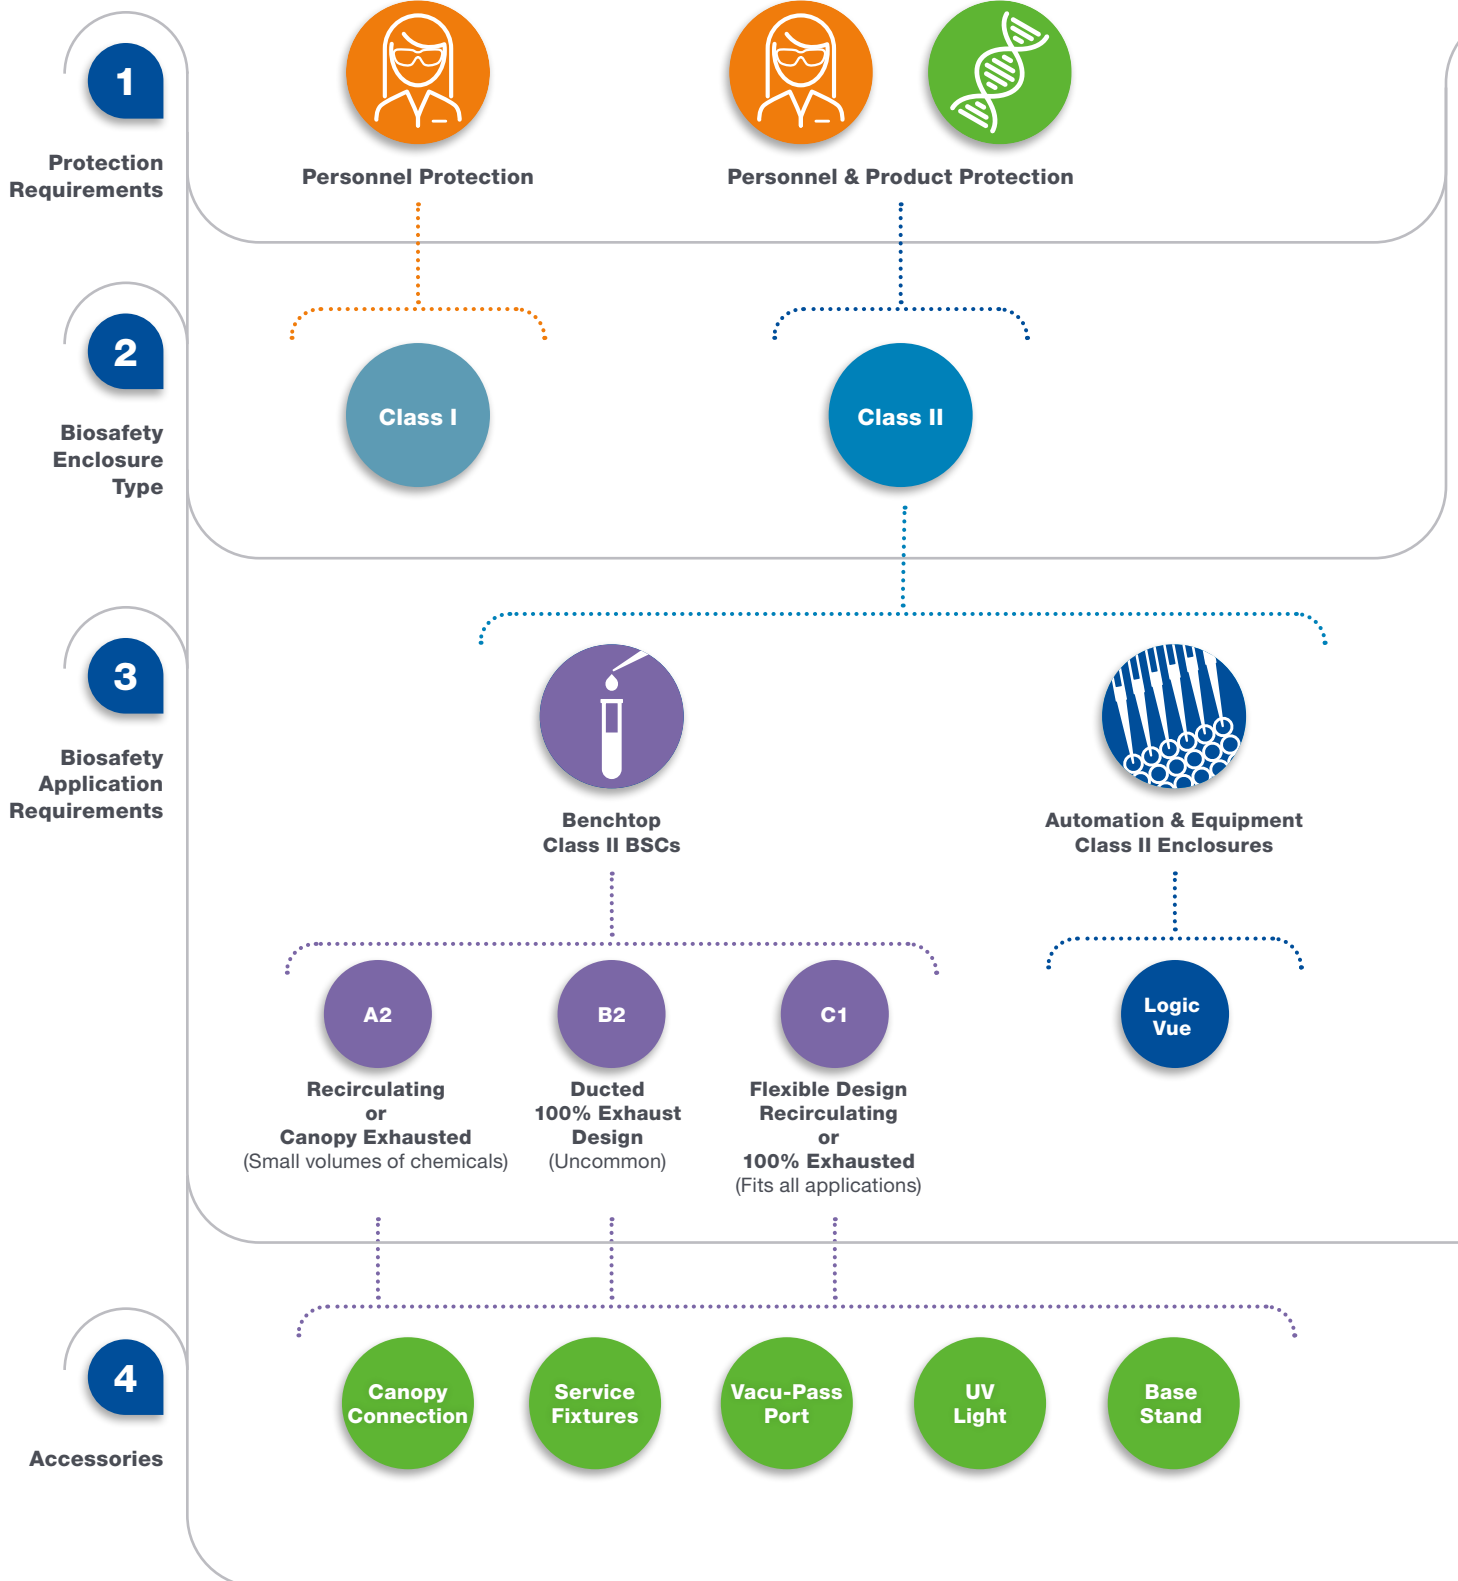 1
Protection
Requirements
Personnel Protection
Personnel & Product Protection
2
Biosafety
Enclosure
Type
Class I
Class II
3
Biosafety
Application
Requirements
Benchtop
Class II BSCs
Automation & Equipment
Class II Enclosures
A2
Recirculating
or
Canopy Exhausted
(Small volumes of chemicals)
B2
Ducted
100% Exhaust
Design
(Uncommon)
C1
Flexible Design
Recirculating
or
100% Exhausted
(Fits all applications)
Logic
Vue
4
Accessories
Canopy
Connection
Service
Fixtures
Vacu-Pass
Port
UV
Light
Base
Stand